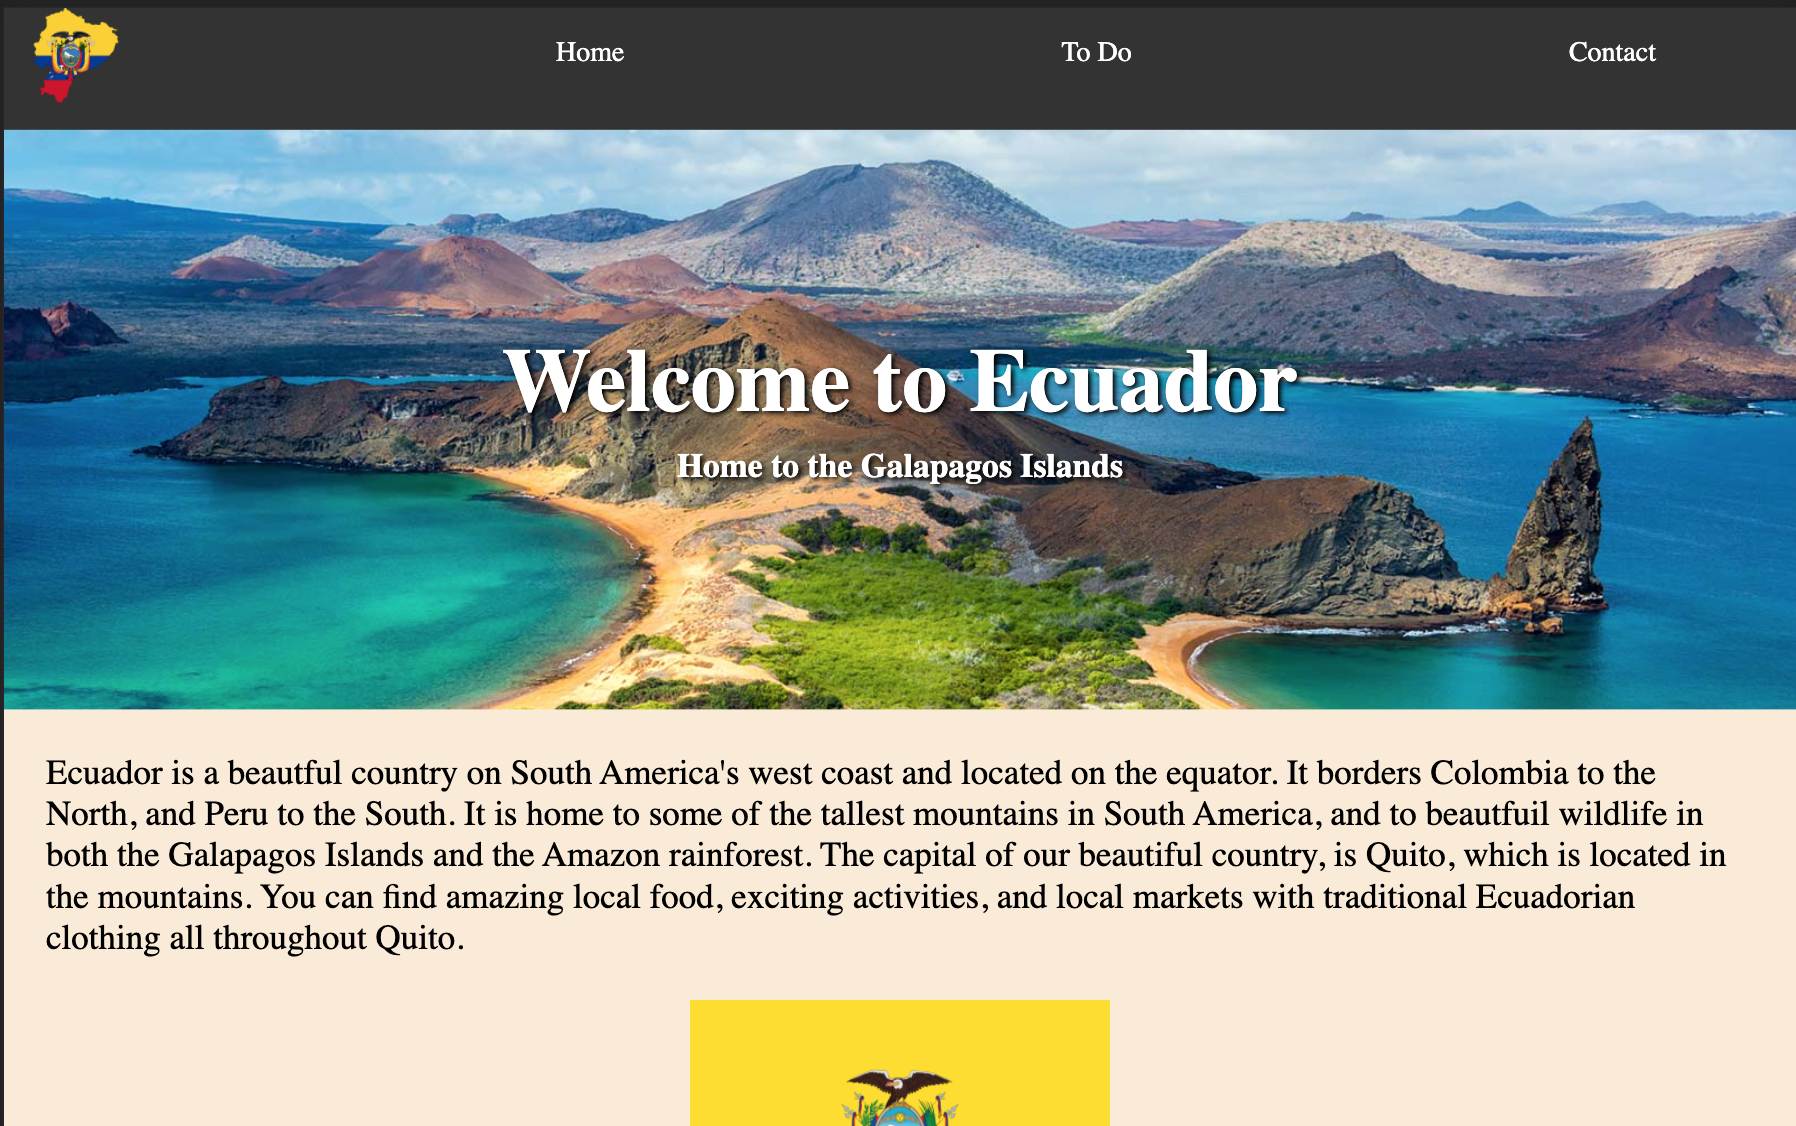 Home To Do Contact
Welcome to Ecuador
Home to the Galapagos Islands
Ecuador is a beautful country on South America's west coast and located on the equator. It borders Colombia to the
North, and Peru to the South. It is home to some of the tallest mountains in South America, and to beautfuil wildlife in
both the Galapagos Islands and the Amazon rainforest. The capital of our beautiful country, is Quito, which is located in
the mountains. You can find amazing local food, exciting activities, and local markets with traditional Ecuadorian
clothing all throughout Quito.